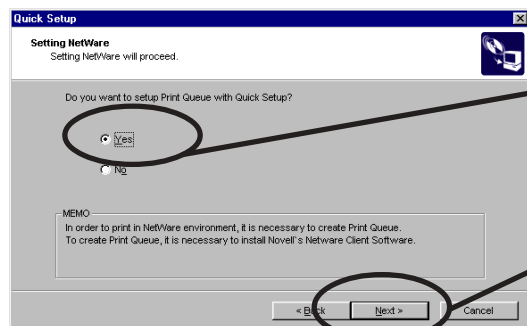 Quick Setup
Setting NetWare
Setting NetWare will proceed.
Do you want to setup Print Queue with Quick Setup?
Yes
No
MEMO
In order to print in NetWare environment, it is necessary to create Print Queue.
To create Print Queue, it is necessary to install Novell's Netware Client Software.
< Back
Next >
Cancel